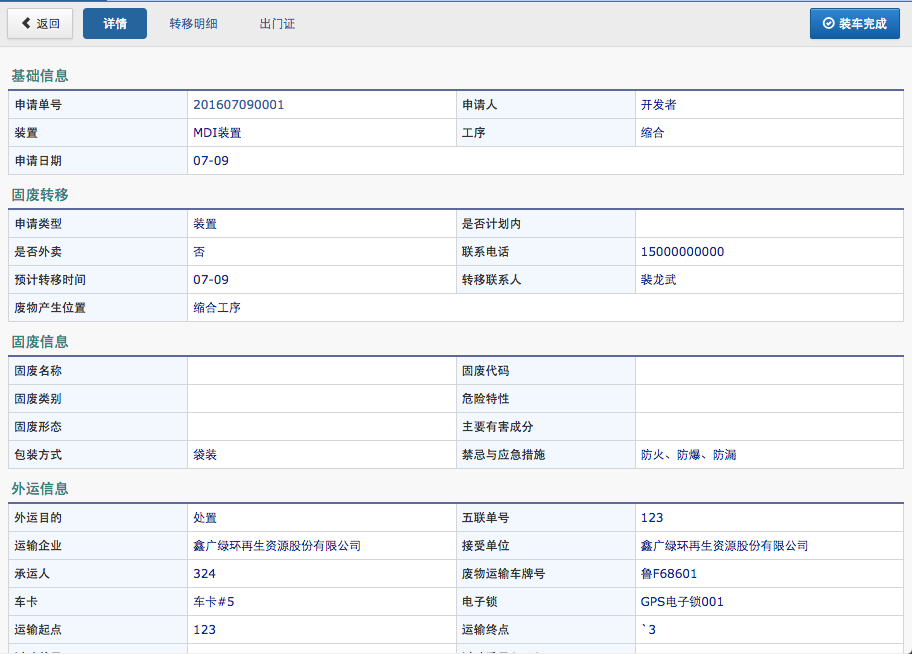 返回 详情 转移明细 出门证 装车完成
基础信息
申请单号 201607090001 申请人 开发者
装置 MDI装置 工序 缩合
申请日期 07-09
固废转移
申请类型 装置 是否计划内
是否外卖 否 联系电话 15000000000
预计转移时间 07-09 转移联系人 裴龙武
废物产生位置 缩合工序
固废信息
固废名称 固废代码
固废类别 危险特性
固废形态 主要有害成分
包装方式 袋装 禁忌与应急措施 防火、防爆、防漏
外运信息
外运目的 处置 五联单号 123
运输企业 鑫广绿环再生资源股份有限公司 接受单位 鑫广绿环再生资源股份有限公司
承运人 324 废物运输车牌号 鲁F68601
车卡 车卡#5 电子锁 GPS电子锁001
运输起点 123 运输终点 `3